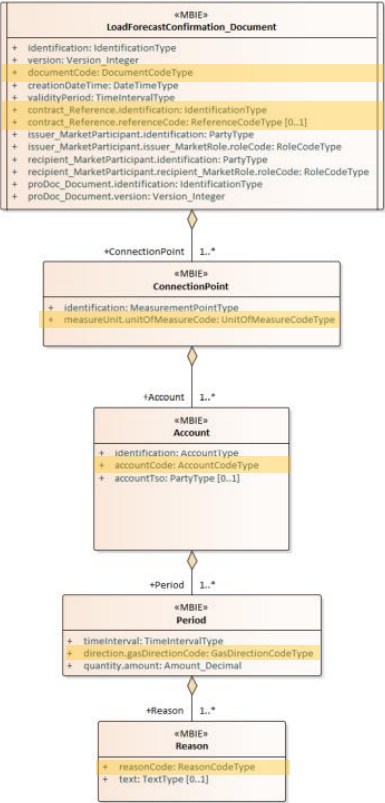 «MBIE»
LoadForecastConfirmation_Document
+ identification: IdentificationType
+ version: Version_Integer
+ documentCode: DocumentCodeType
+ creationDateTime: DateTimeType
+ validityPeriod: TimeIntervalType
+ contract_Reference.identification: IdentificationType
+ contract_Reference.referenceCode: ReferenceCodeType [0..1]
+ issuer_MarketParticipant.identification: PartyType
+ issuer_MarketParticipant.issuer_MarketRole.roleCode: RoleCodeType
+ recipient_MarketParticipant.identification: PartyType
+ recipient_MarketParticipant.recipient_MarketRole.roleCode: RoleCodeType
+ proDoc_Document.identification: IdentificationType
+ proDoc_Document.version: Version_Integer
+ConnectionPoint 1..*
«MBIE»
ConnectionPoint
+ identification: MeasurementPointType
+ measureUnit.unitOfMeasureCode: UnitOfMeasureCodeType
+Account 1..*
«MBIE»
Account
+ identification: AccountType
+ accountCode: AccountCodeType
+ accountTso: PartyType [0..1]
+Period 1..*
«MBIE»
Period
+ timeInterval: TimeIntervalType
+ direction.gasDirectionCode: GasDirectionCodeType
+ quantity.amount: Amount_Decimal
+Reason 1..*
«MBIE»
Reason
+ reasonCode: ReasonCodeType
+ text: TextType [0..1]